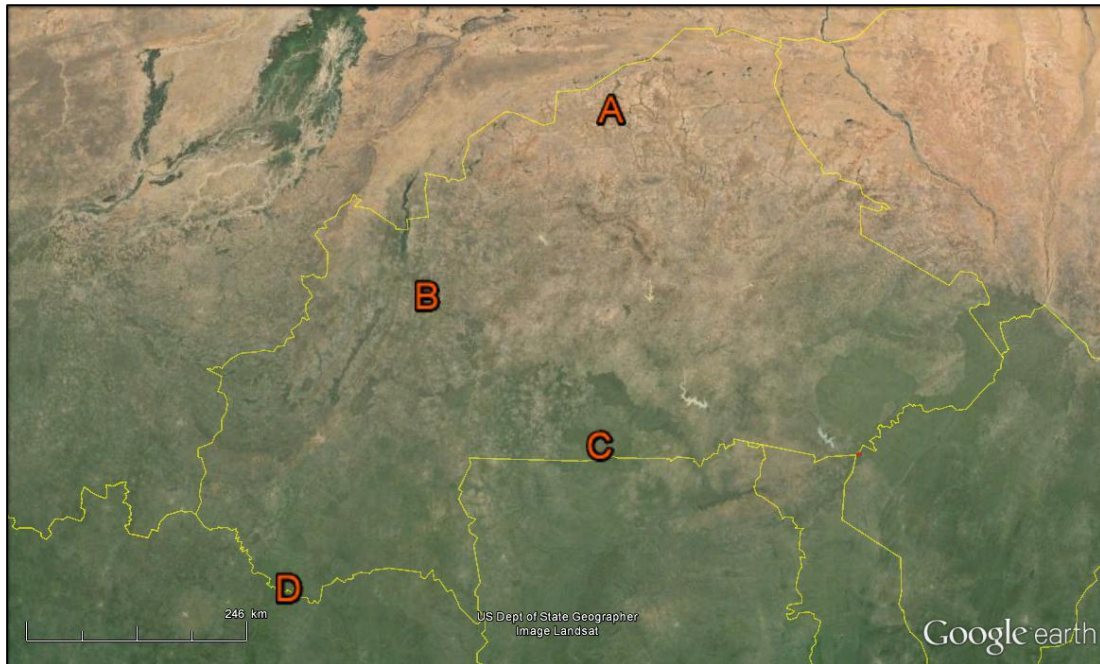 A
B
C
D
246 km
US Dept of State Geographer
Image Landsat
Google earth